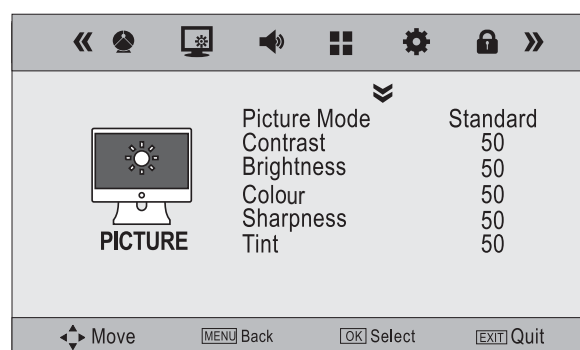 Picture Mode Standard
Contrast 50
Brightness 50
Colour 50
Sharpness 50
Tint 50
PICTURE
Move MENU Back OK Select EXIT Quit